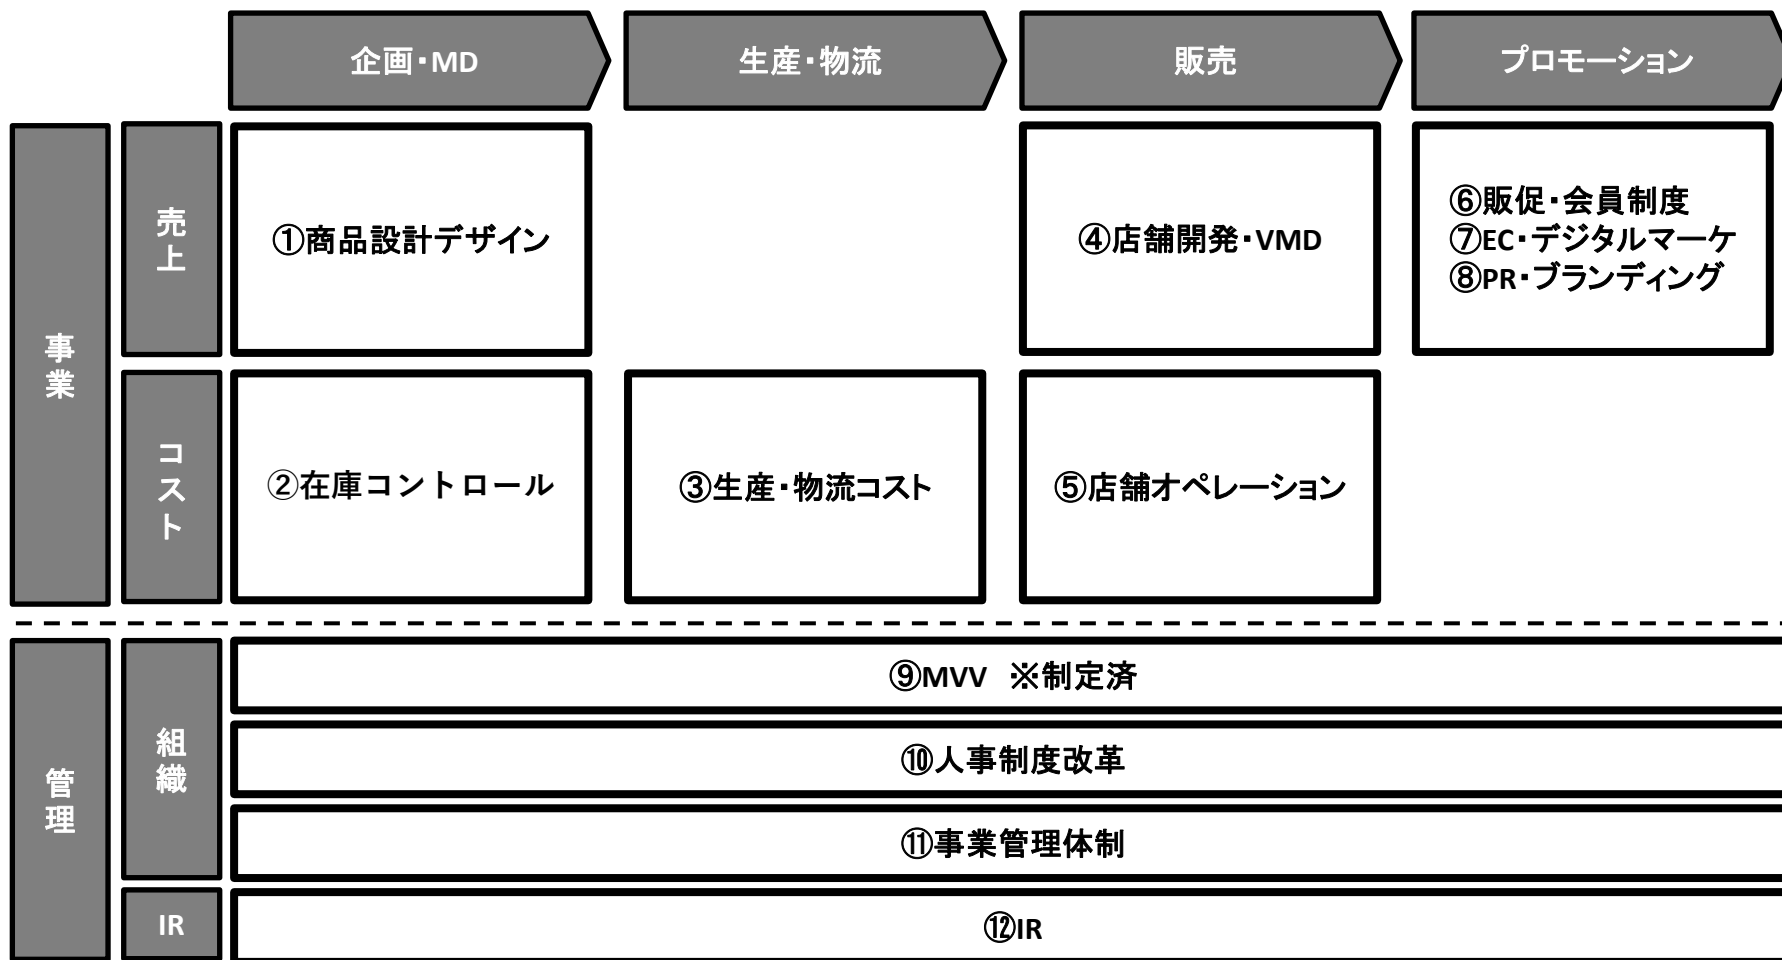 企画・MD
生産・物流
販売
プロモーション
事業
売上
①商品設計デザイン
④店舗開発・VMD
⑥販促・会員制度
⑦EC・デジタルマーケ
⑧PR・ブランディング
コスト
②在庫コントロール
③生産・物流コスト
⑤店舗オペレーション
管理
組織
⑨MVV　※制定済
⑩人事制度改革
⑪事業管理体制
IR
⑫IR